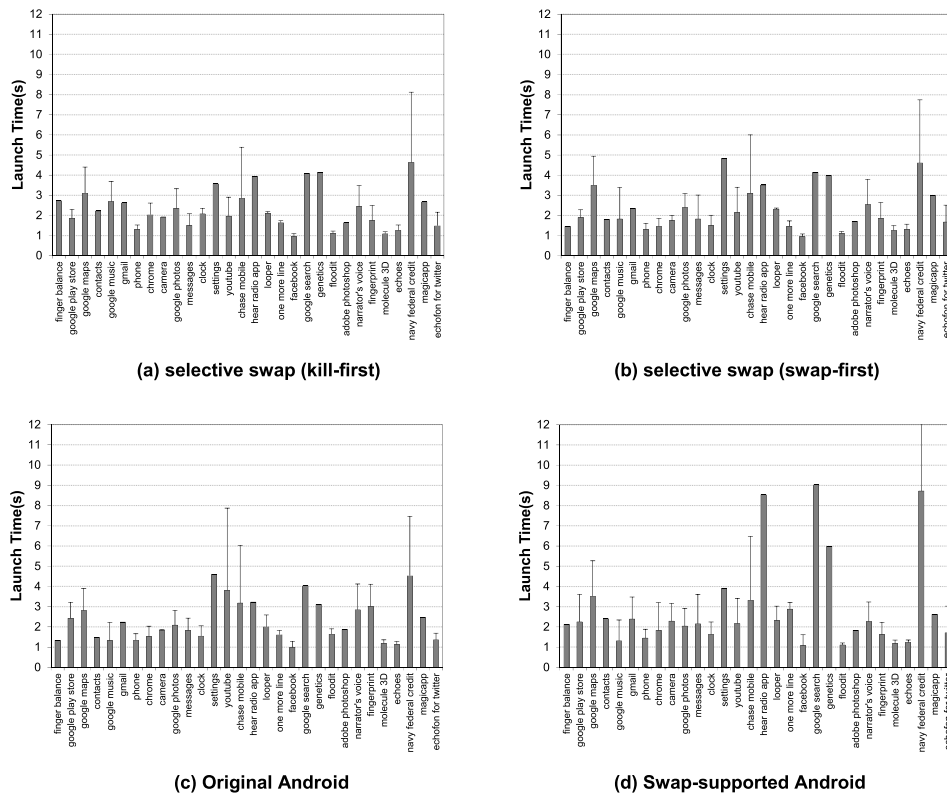 12
11
10
9
8
7
6
5
4
3
2
1
0
Launch Time(s)
finger balance
google play store
google maps
contacts
google music
gmail
phone
chrome
camera
google photos
messages
clock
settings
youtube
chase mobile
hear radio app
looper
one more line
facebook
google search
genetics
floodit
adobe photoshop
narrator's voice
fingerprint
molecule 3D
echoes
navy federal credit
magicapp
echofon for twitter
(a) selective swap (kill-first)
12
11
10
9
8
7
6
5
4
3
2
1
0
Launch Time(s)
finger balance
google play store
google maps
contacts
google music
gmail
phone
chrome
camera
google photos
messages
clock
settings
youtube
chase mobile
hear radio app
looper
one more line
facebook
google search
genetics
floodit
adobe photoshop
narrator's voice
fingerprint
molecule 3D
echoes
navy federal credit
magicapp
echofon for twitter
(b) selective swap (swap-first)
12
11
10
9
8
7
6
5
4
3
2
1
0
Launch Time(s)
finger balance
google play store
google maps
contacts
google music
gmail
phone
chrome
camera
google photos
messages
clock
settings
youtube
chase mobile
hear radio app
looper
one more line
facebook
google search
genetics
floodit
adobe photoshop
narrator's voice
fingerprint
molecule 3D
echoes
navy federal credit
magicapp
echofon for twitter
(c) Original Android
12
11
10
9
8
7
6
5
4
3
2
1
0
Launch Time(s)
finger balance
google play store
google maps
contacts
google music
gmail
phone
chrome
camera
google photos
messages
clock
settings
youtube
chase mobile
hear radio app
looper
one more line
facebook
google search
genetics
floodit
adobe photoshop
narrator's voice
fingerprint
molecule 3D
echoes
navy federal credit
magicapp
(d) Swap-supported Android